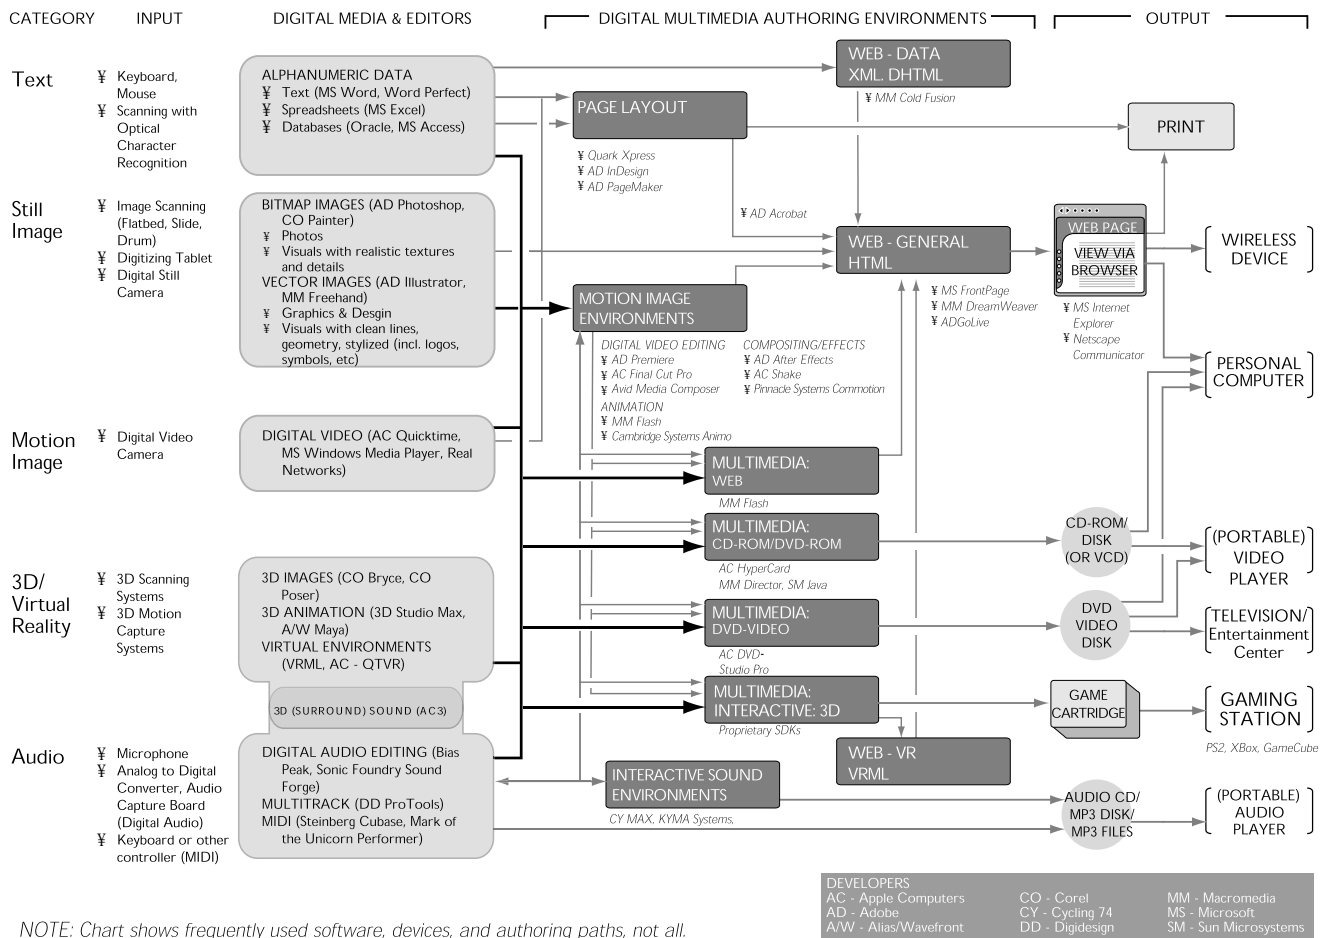 CATEGORY
INPUT
DIGITAL MEDIA & EDITORS
DIGITAL MULTIMEDIA AUTHORING ENVIRONMENTS
OUTPUT
Text
¥ Keyboard,
Mouse
¥ Scanning with
Optical
Character
Recognition
ALPHANUMERIC DATA
¥ Text (MS Word, Word Perfect)
¥ Spreadsheets (MS Excel)
¥ Databases (Oracle, MS Access)
Still
Image
¥ Image Scanning
(Flatbed, Slide,
Drum)
¥ Digitizing Tablet
¥ Digital Still
Camera
BITMAP IMAGES (AD Photoshop,
CO Painter)
¥ Photos
¥ Visuals with realistic textures
and details
VECTOR IMAGES (AD Illustrator,
MM Freehand)
¥ Graphics & Desgin
¥ Visuals with clean lines,
geometry, stylized (incl. logos,
symbols, etc)
Motion
Image
¥ Digital Video
Camera
DIGITAL VIDEO (AC Quicktime,
MS Windows Media Player, Real
Networks)
3D/
Virtual
Reality
¥ 3D Scanning
Systems
¥ 3D Motion
Capture
Systems
3D IMAGES (CO Bryce, CO
Poser)
3D ANIMATION (3D Studio Max,
A/W Maya)
VIRTUAL ENVIRONMENTS
(VRML, AC - QTVR)
3D (SURROUND) SOUND (AC3)
Audio
¥ Microphone
¥ Analog to Digital
Converter, Audio
Capture Board
(Digital Audio)
¥ Keyboard or other
controller (MIDI)
DIGITAL AUDIO EDITING (Bias
Peak, Sonic Foundry Sound
Forge)
MULTITRACK (DD ProTools)
MIDI (Steinberg Cubase, Mark of
the Unicorn Performer)
WEB - DATA
XML. DHTML
¥ MM Cold Fusion
PAGE LAYOUT
¥ Quark Xpress
¥ AD InDesign
¥ AD PageMaker
¥ AD Acrobat
WEB - GENERAL
HTML
¥ MS FrontPage
¥ MM DreamWeaver
¥ ADGoLive
MOTION IMAGE
ENVIRONMENTS
DIGITAL VIDEO EDITING
¥ AD Premiere
¥ AC Final Cut Pro
¥ Avid Media Composer
ANIMATION
¥ MM Flash
¥ Cambridge Systems Animo
COMPOSITING/EFFECTS
¥ AD After Effects
¥ AC Shake
¥ Pinnacle Systems Commotion
MULTIMEDIA:
WEB
MM Flash
MULTIMEDIA:
CD-ROM/DVD-ROM
AC HyperCard
MM Director, SM Java
MULTIMEDIA:
DVD-VIDEO
AC DVD-
Studio Pro
MULTIMEDIA:
INTERACTIVE: 3D
Proprietary SDKs
WEB - VR
VRML
INTERACTIVE SOUND
ENVIRONMENTS
CY MAX, KYMA Systems,
PRINT
WEB PAGE
VIEW VIA
BROWSER
¥ MS Internet
Explorer
¥ Netscape
Communicator
WIRELESS
DEVICE
PERSONAL
COMPUTER
CD-ROM/
DISK
(OR VCD)
(PORTABLE)
VIDEO
PLAYER
DVD
VIDEO
DISK
TELEVISION/
Entertainment
Center
GAME
CARTRIDGE
GAMING
STATION
PS2, XBox, GameCube
AUDIO CD/
MP3 DISK/
MP3 FILES
(PORTABLE)
AUDIO
PLAYER
DEVELOPERS
AC - Apple Computers
AD - Adobe
A/W - Alias/Wavefront
CO - Corel
CY - Cycling 74
DD - Digidesign
MM - Macromedia
MS - Microsoft
SM - Sun Microsystems
NOTE: Chart shows frequently used software, devices, and authoring paths, not all.